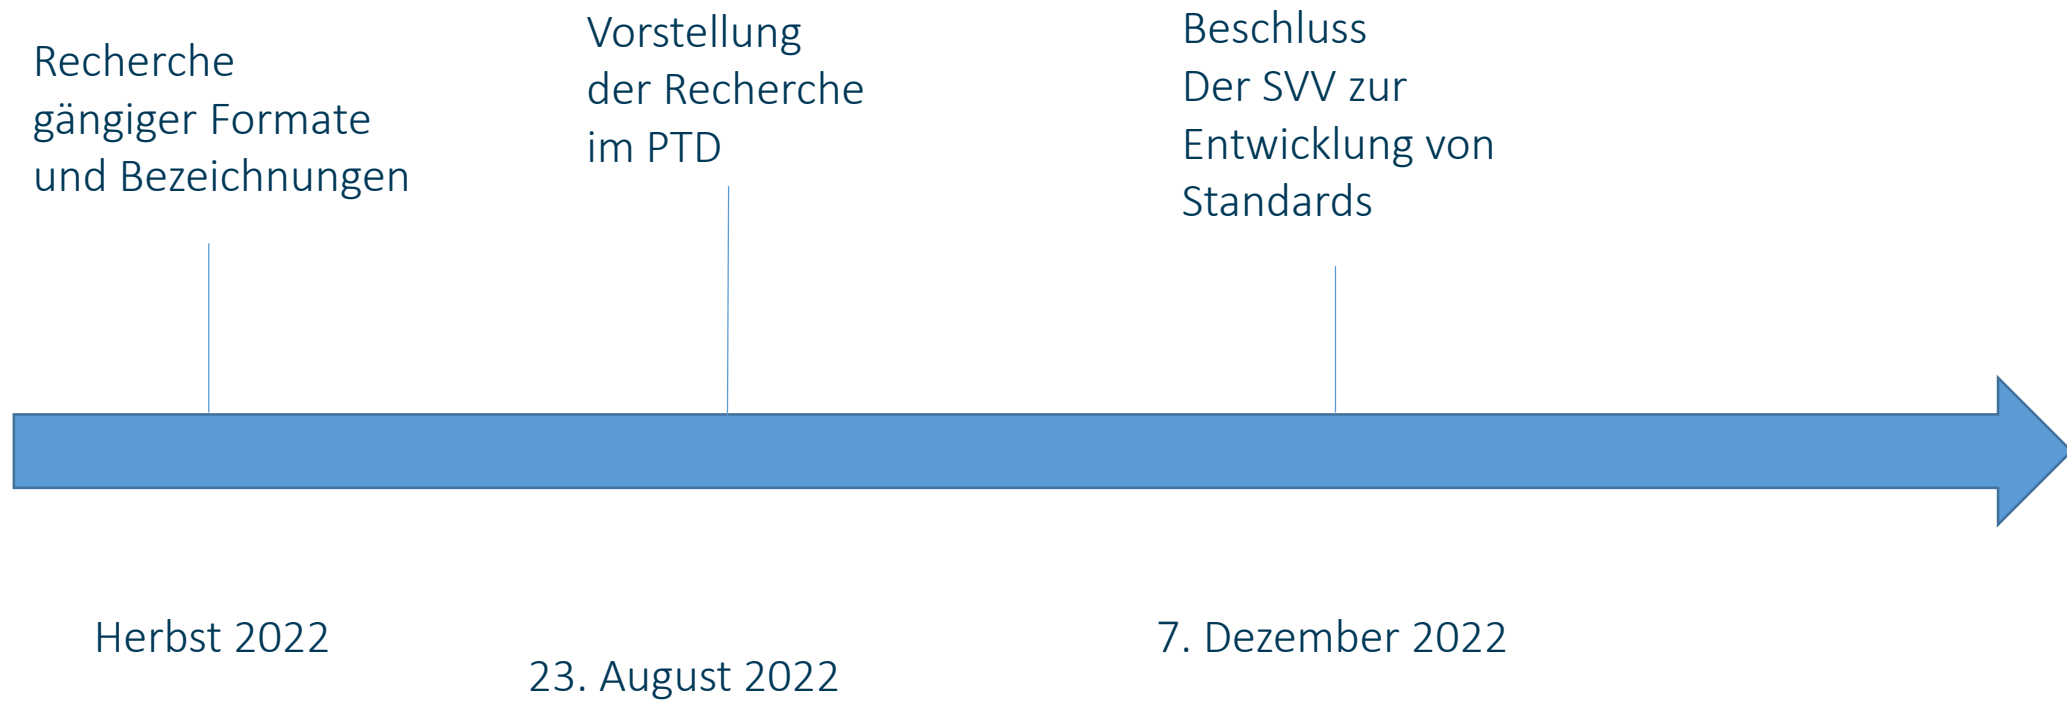 Recherche
gängiger Formate
und Bezeichnungen
Vorstellung
der Recherche
im PTD
Beschluss
Der SVV zur
Entwicklung von
Standards
Herbst 2022
23. August 2022
7. Dezember 2022